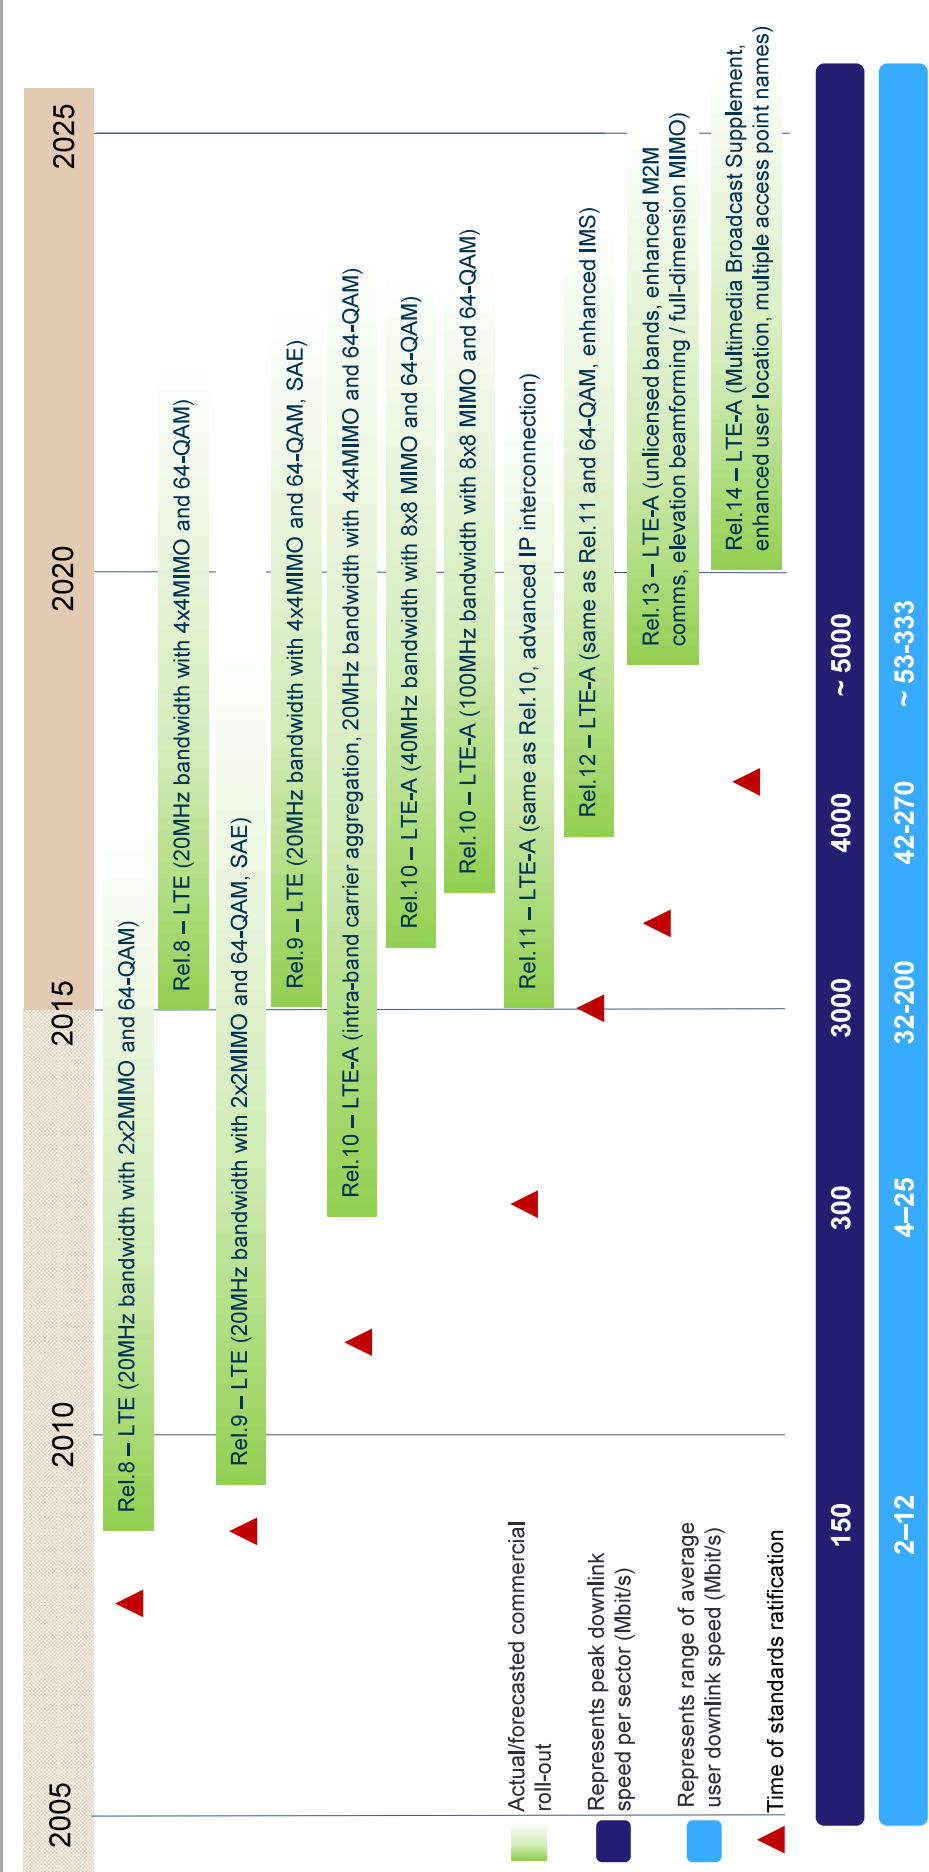 2005
2010
2015
2020
2025
Rel.8 – LTE (20MHz bandwidth with 2x2MIMO and 64-QAM)
Rel.8 – LTE (20MHz bandwidth with 4x4MIMO and 64-QAM)
Rel.9 – LTE (20MHz bandwidth with 2x2MIMO and 64-QAM, SAE)
Rel.9 – LTE (20MHz bandwidth with 4x4MIMO and 64-QAM, SAE)
Rel.10 – LTE-A (intra-band carrier aggregation, 20MHz bandwidth with 4x4MIMO and 64-QAM)
Rel.10 – LTE-A (40MHz bandwidth with 8x8 MIMO and 64-QAM)
Rel.10 – LTE-A (100MHz bandwidth with 8x8 MIMO and 64-QAM)
Rel.11 – LTE-A (same as Rel.10, advanced IP interconnection)
Rel.12 – LTE-A (same as Rel.11 and 64-QAM, enhanced IMS)
Rel.13 – LTE-A (unlicensed bands, enhanced M2M
comms, elevation beamforming / full-dimension MIMO)
Rel.14 – LTE-A (Multimedia Broadcast Supplement,
enhanced user location, multiple access point names)
Actual/forecasted commercial
roll-out
Represents peak downlink
speed per sector (Mbit/s)
Represents range of average
user downlink speed (Mbit/s)
Time of standards ratification
150
300
3000
4000
~ 5000
2–12
4–25
32-200
42-270
~ 53-333